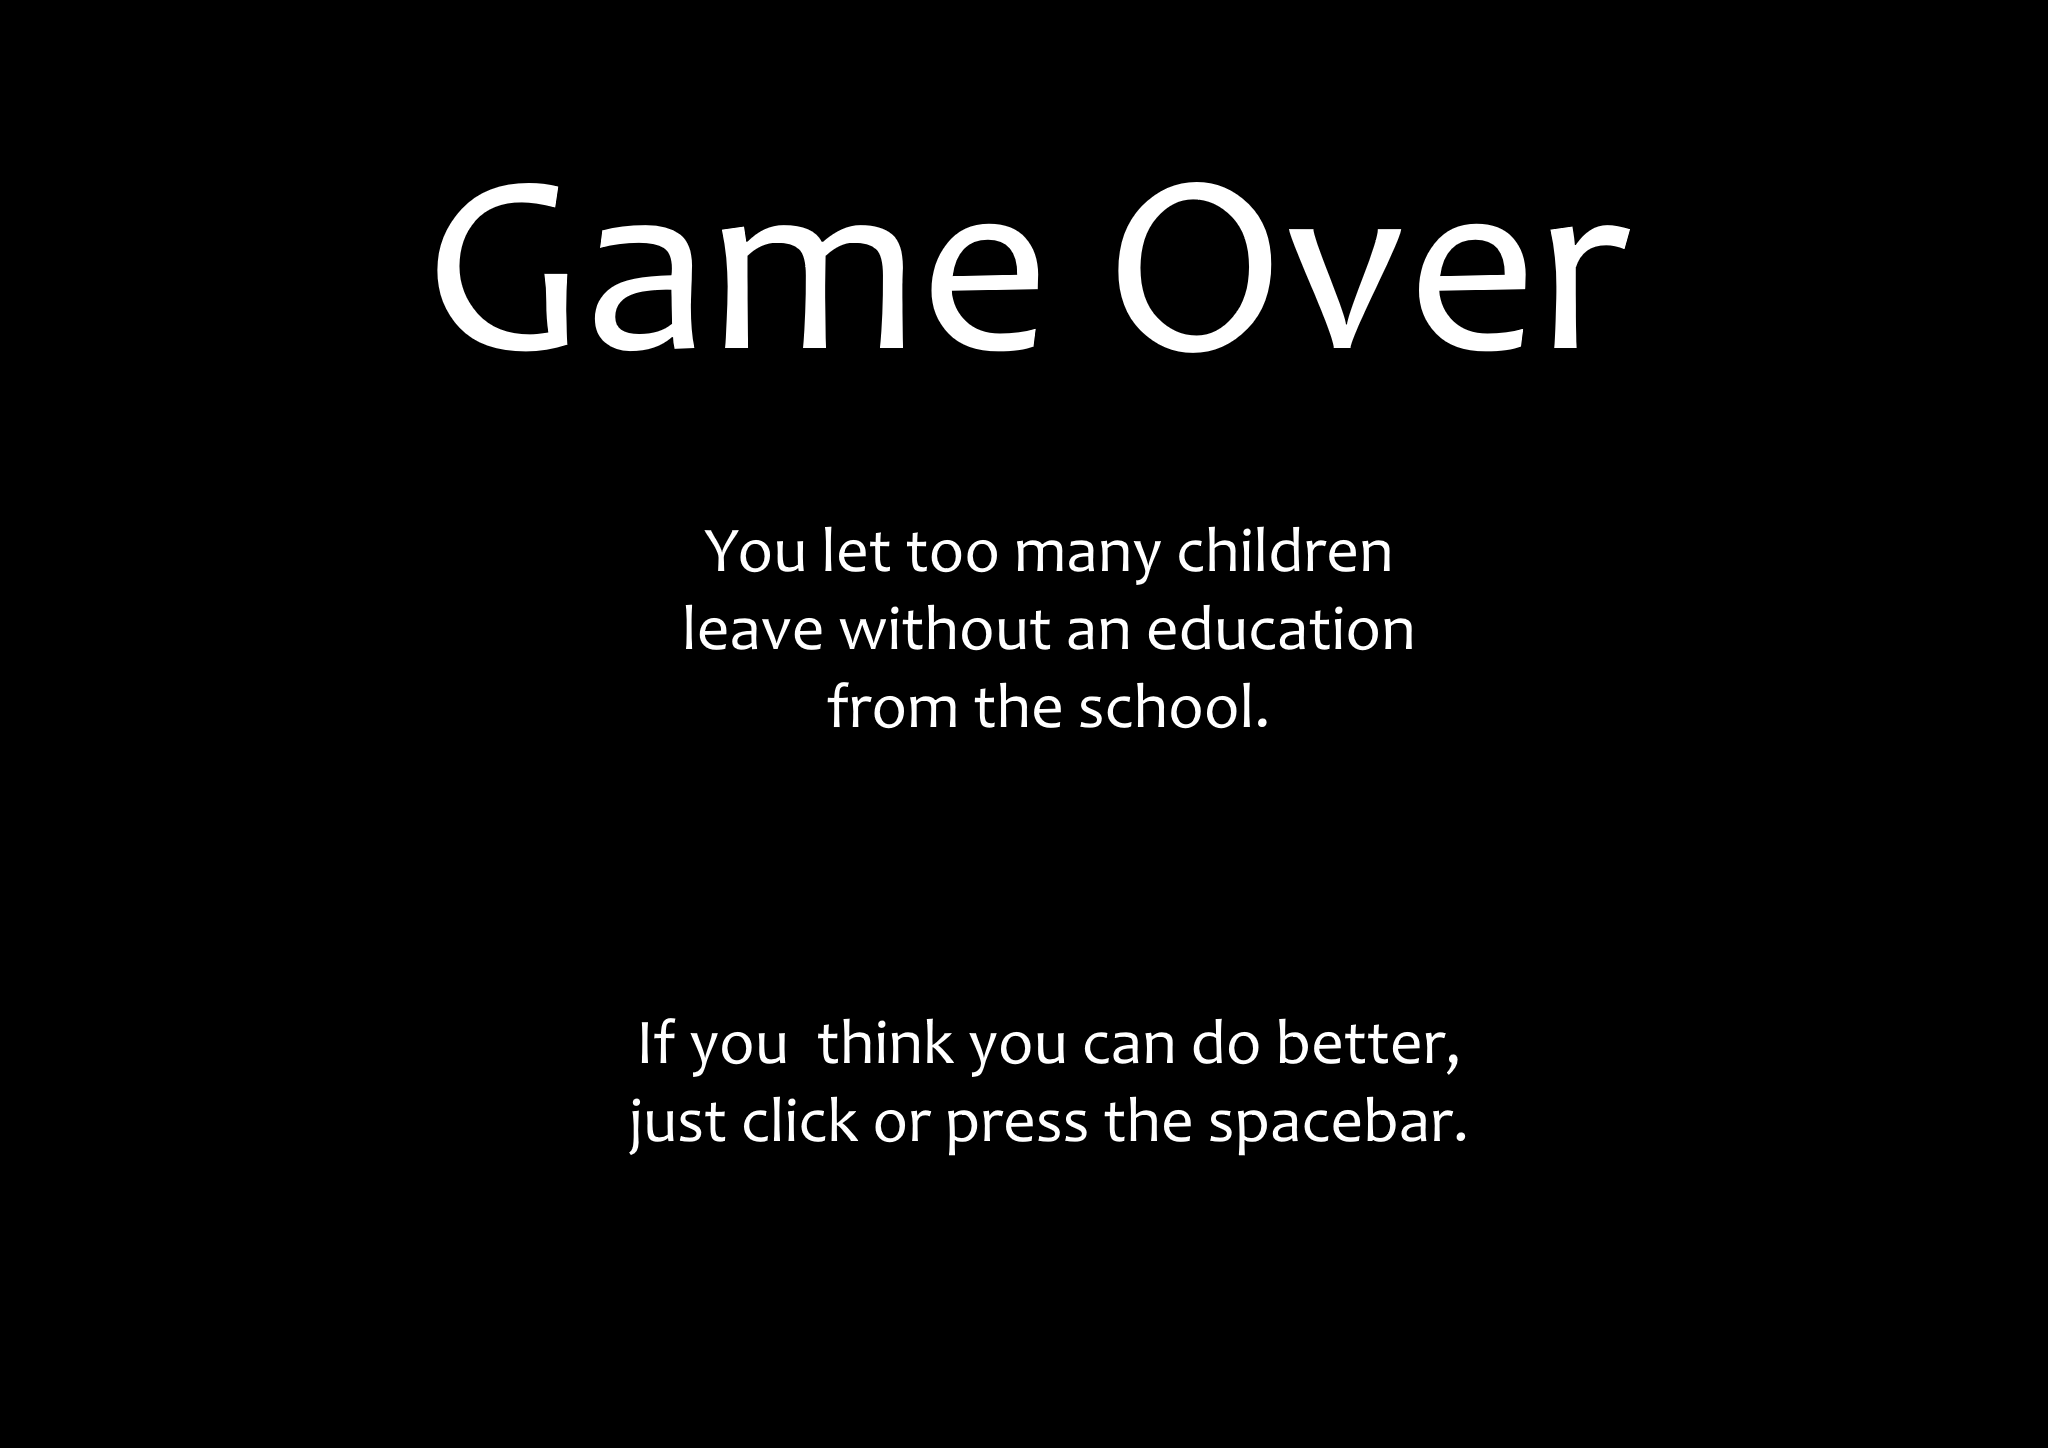 Game Over
You let too many children
leave without an education
from the school.
If you  think you can do better,
just click or press the spacebar.